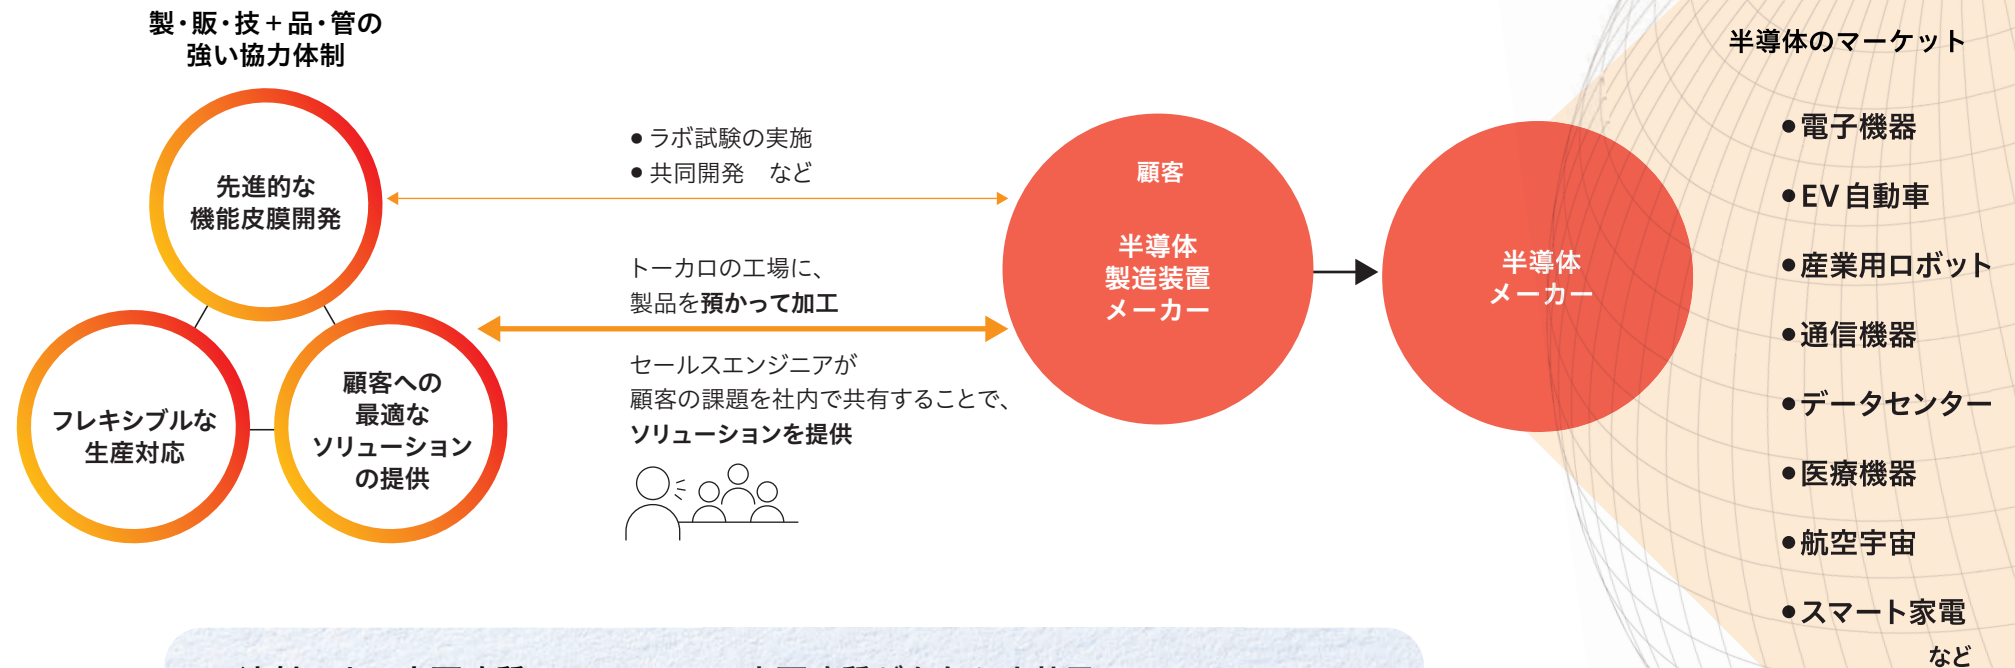 製・販・技＋品・管の
強い協力体制
先進的な
機能皮膜開発
フレキシブルな
生産対応
顧客への
最適な
ソリューション
の提供
● ラボ試験の実施
● 共同開発　など
トーカロの工場に、
製品を預かって加工
セールスエンジニアが
顧客の課題を社内で共有することで、
ソリューションを提供
顧客
半導体
製造装置
メーカー
半導体
メーカー
半導体のマーケット
●電子機器
●EV自動車
●産業用ロボット
●通信機器
●データセンター
●医療機器
●航空宇宙
●スマート家電
など